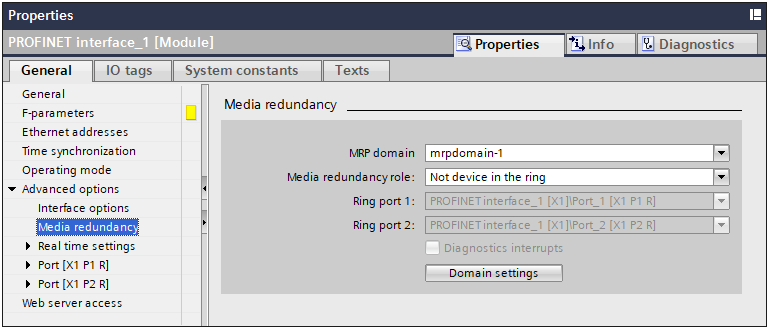 Properties
PROFINET interface_1 [Module]
Properties
Info
Diagnostics
General
IO tags
System constants
Texts
General
F-parameters
Ethernet addresses
Time synchronization
Operating mode
Advanced options
Interface options
Media redundancy
Real time settings
Port [X1 P1 R]
Port [X1 P2 R]
Web server access
Media redundancy
MRP domain mrpdomain-1
Media redundancy role: Not device in the ring
Ring port 1: PROFINET interface_1 [X1]\Port_1 [X1 P1 R]
Ring port 2: PROFINET interface_1 [X1]\Port_2 [X1 P2 R]
Diagnostics interrupts
Domain settings